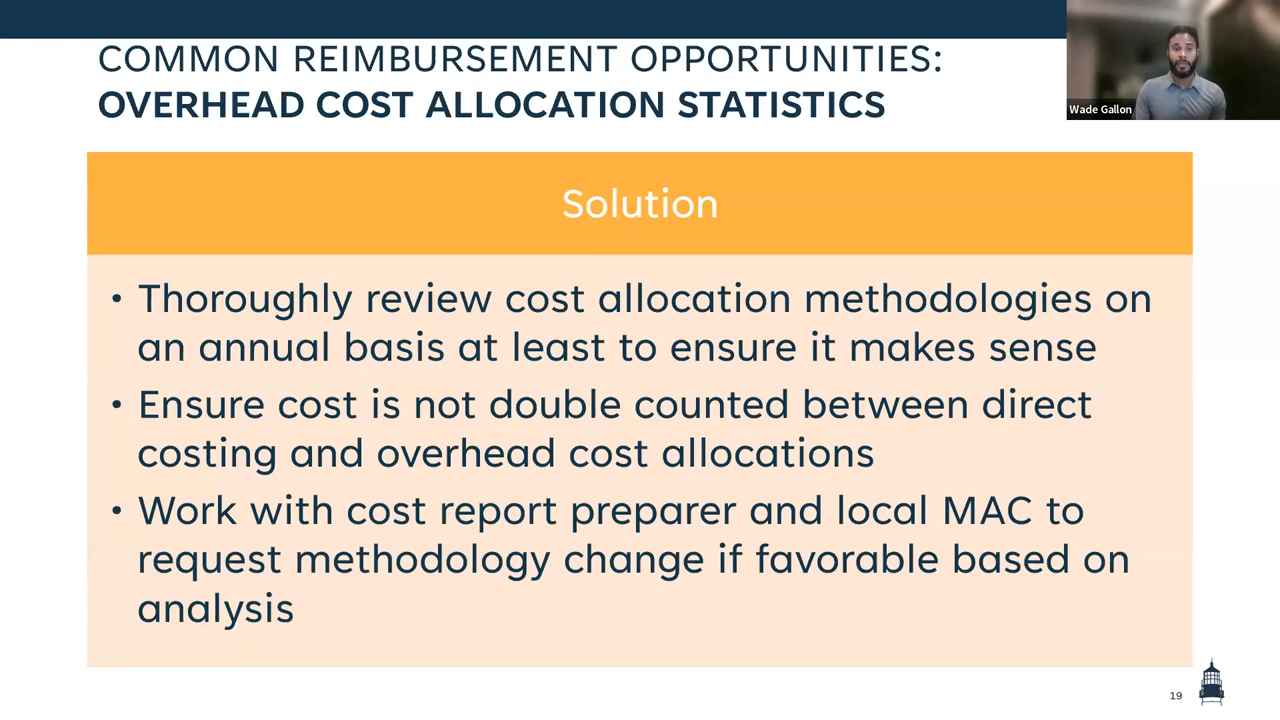 COMMON REIMBURSEMENT OPPORTUNITIES:
OVERHEAD COST ALLOCATION STATISTICS
Wade Gallon
Solution
• Thoroughly review cost allocation methodologies on
an annual basis at least to ensure it makes sense
• Ensure cost is not double counted between direct
costing and overhead cost allocations
• Work with cost report preparer and local MAC to
request methodology change if favorable based on
analysis
19